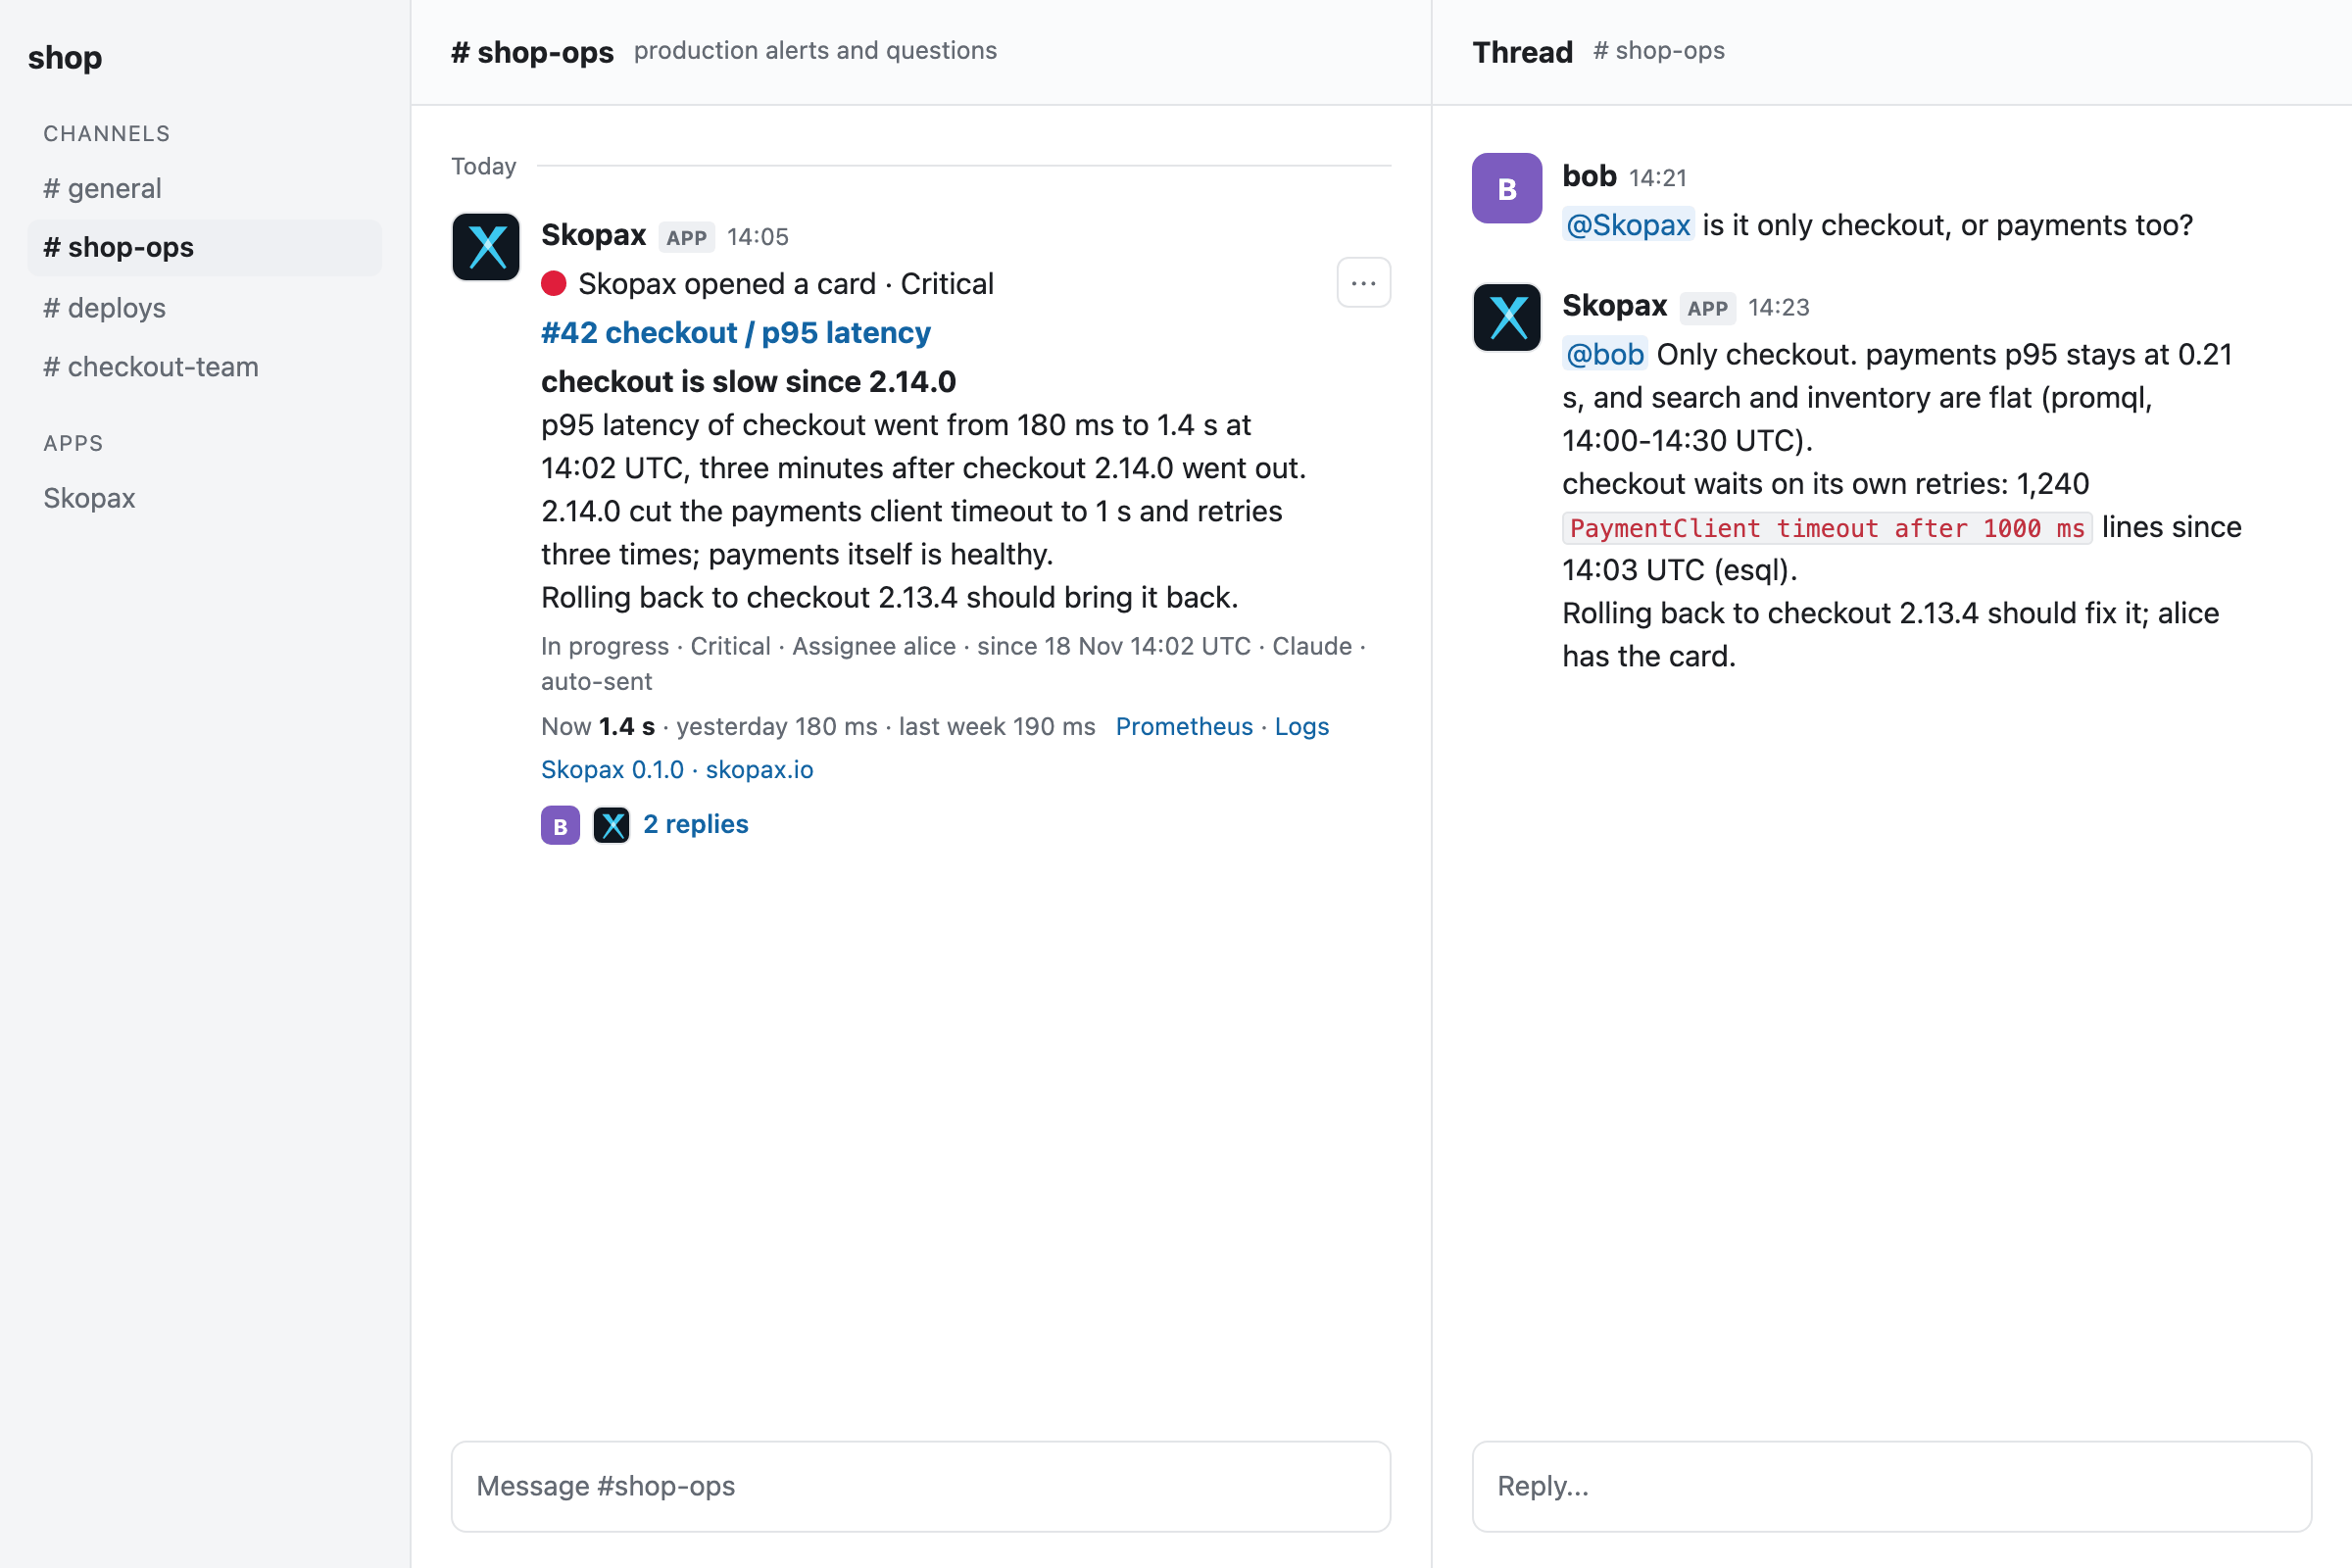 shop
CHANNELS
# general
# shop-ops
# deploys
# checkout-team
APPS
Skopax
# shop-ops production alerts and questions
Today
Skopax APP 14:05
Skopax opened a card · Critical
...
#42 checkout / p95 latency
checkout is slow since 2.14.0
p95 latency of checkout went from 180 ms to 1.4 s at
14:02 UTC, three minutes after checkout 2.14.0 went out.
2.14.0 cut the payments client timeout to 1 s and retries
three times; payments itself is healthy.
Rolling back to checkout 2.13.4 should bring it back.
In progress · Critical · Assignee alice · since 18 Nov 14:02 UTC · Claude ·
auto-sent
Now 1.4 s · yesterday 180 ms · last week 190 ms Prometheus · Logs
Skopax 0.1.0 · skopax.io
B 2 replies
Message #shop-ops
Thread # shop-ops
B
bob 14:21
@Skopax is it only checkout, or payments too?
Skopax APP 14:23
@bob Only checkout. payments p95 stays at 0.21
s, and search and inventory are flat (promql,
14:00-14:30 UTC).
checkout waits on its own retries: 1,240
PaymentClient timeout after 1000 ms lines since
14:03 UTC (esql).
Rolling back to checkout 2.13.4 should fix it; alice
has the card.
Reply...